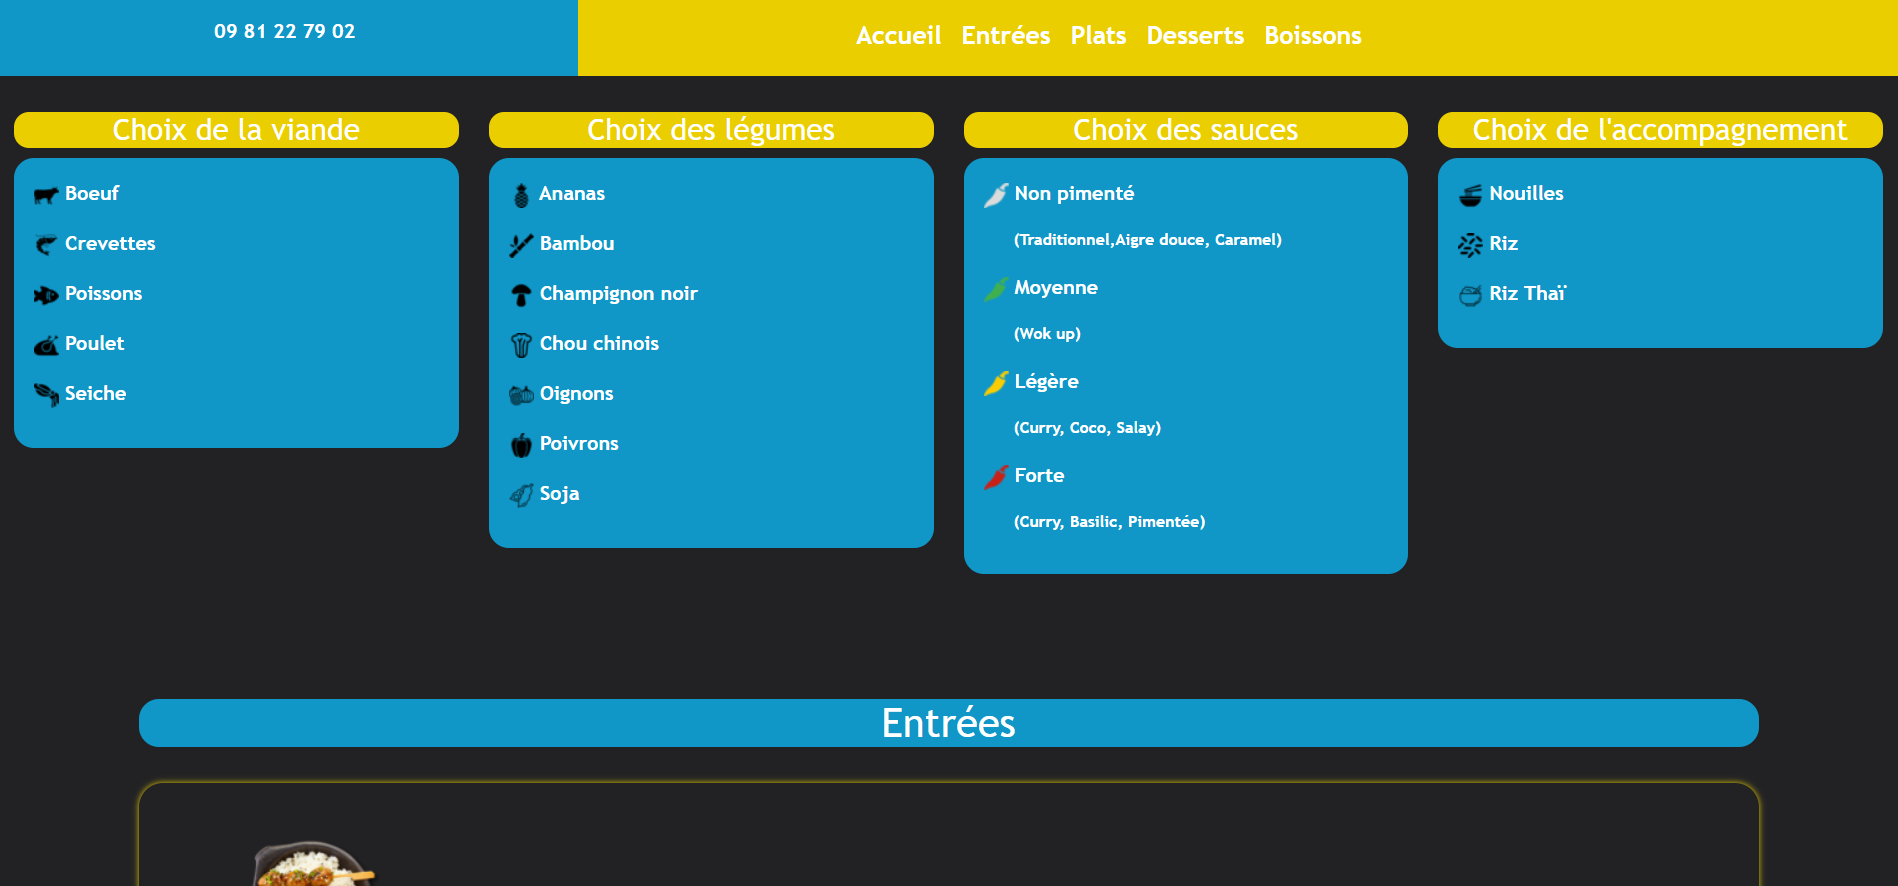 09 81 22 79 02
Accueil Entrées Plats Desserts Boissons
Choix de la viande
Boeuf
Crevettes
Poissons
Poulet
Seiche
Choix des légumes
Ananas
Bambou
Champignon noir
Chou chinois
Oignons
Poivrons
Soja
Choix des sauces
Non pimenté
(Traditionnel,Aigre douce, Caramel)
Moyenne
(Wok up)
Légère
(Curry, Coco, Salay)
Forte
(Curry, Basilic, Pimentée)
Choix de l'accompagnement
Nouilles
Riz
Riz Thaï
Entrées